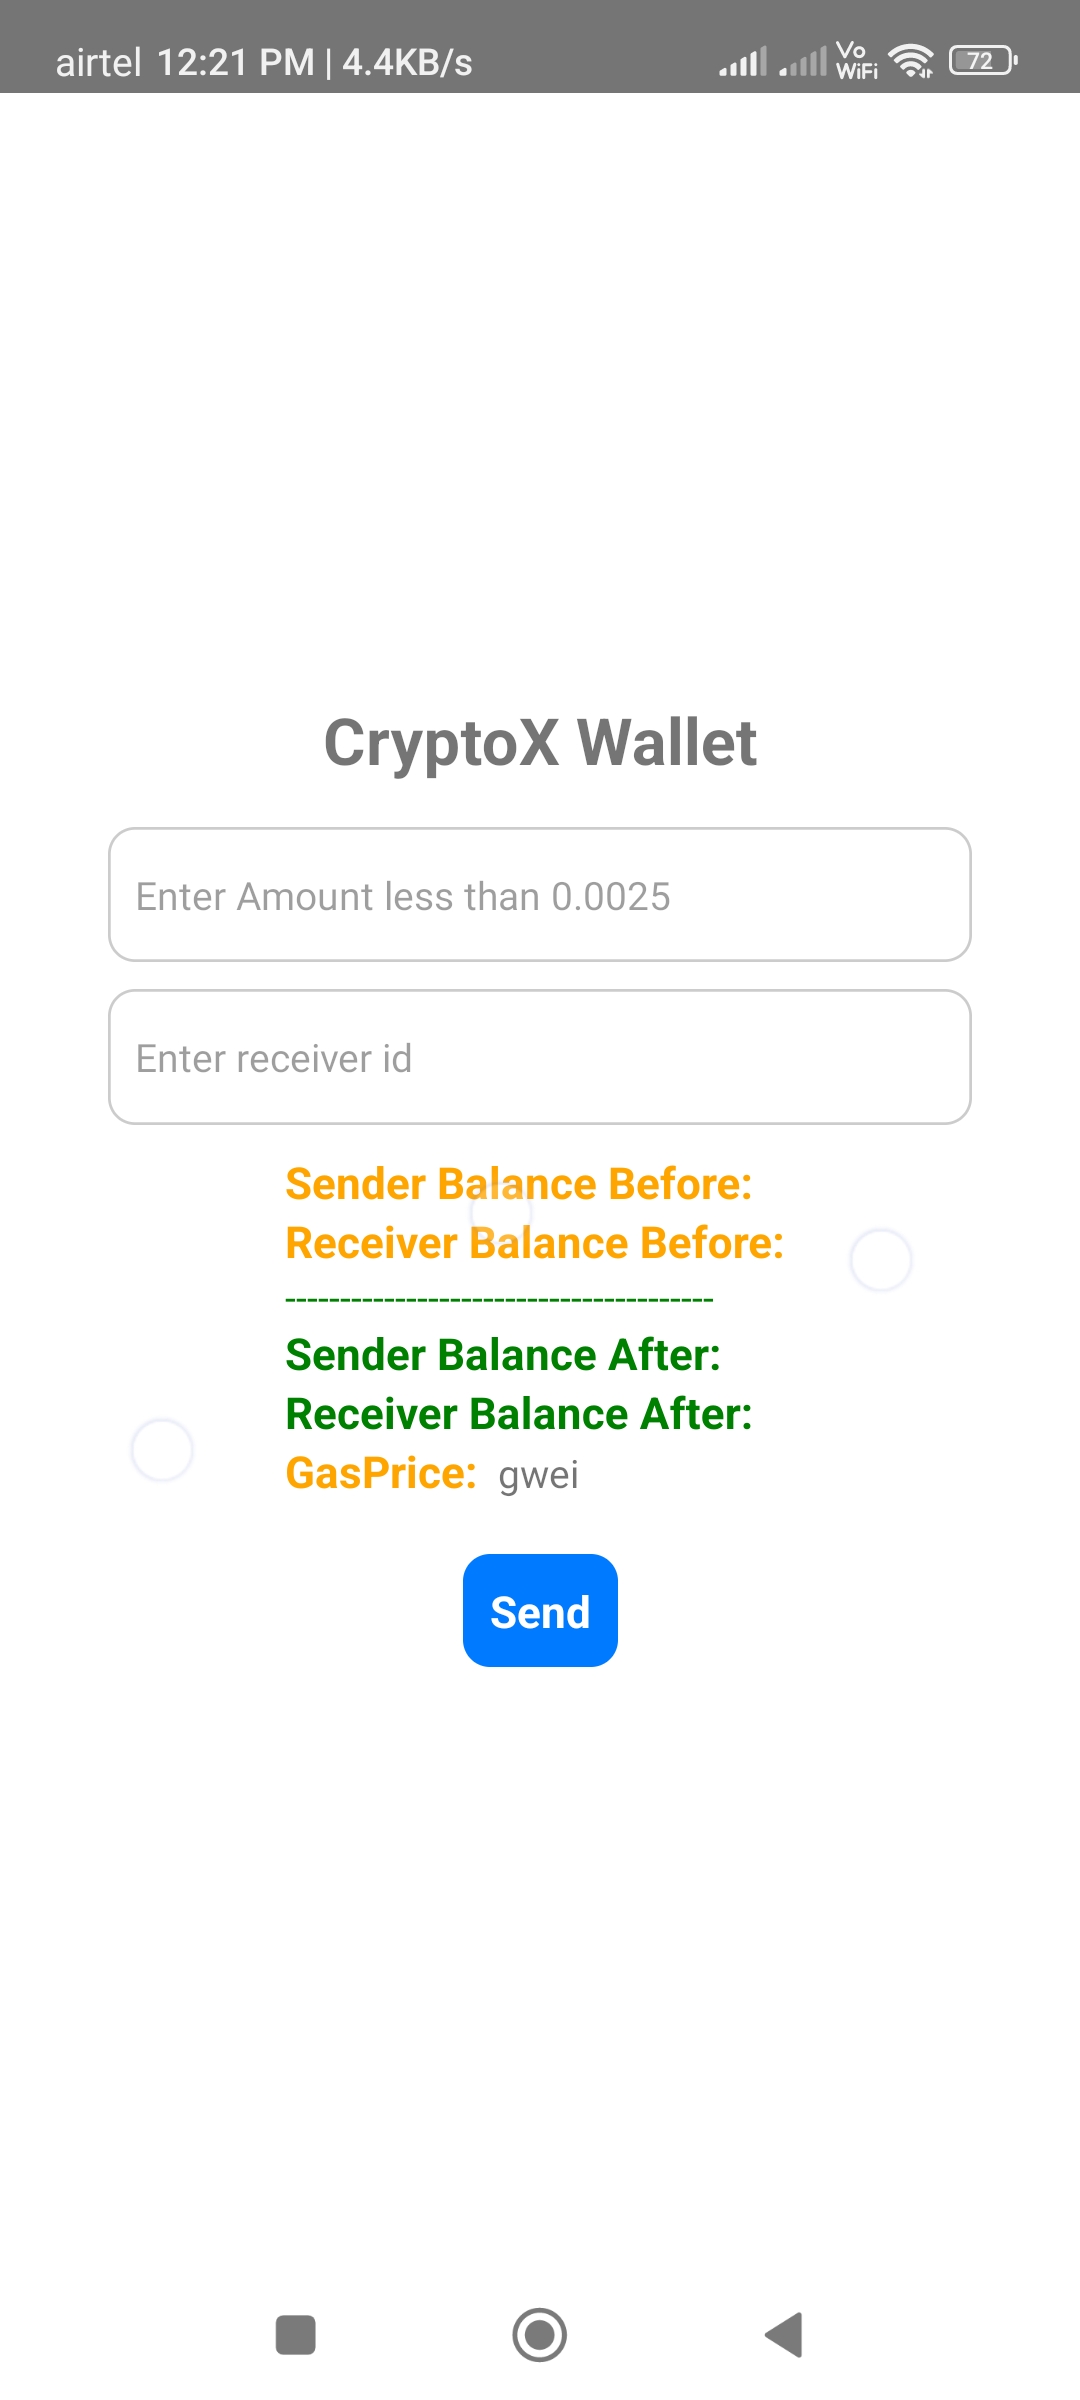 airtel 12:21 PM | 4.4KB/s Vo WiFi 72
CryptoX Wallet
Enter Amount less than 0.0025
Enter receiver id
Sender Balance Before:
Receiver Balance Before:
---------------------------------------
Sender Balance After:
Receiver Balance After:
GasPrice: gwei
Send